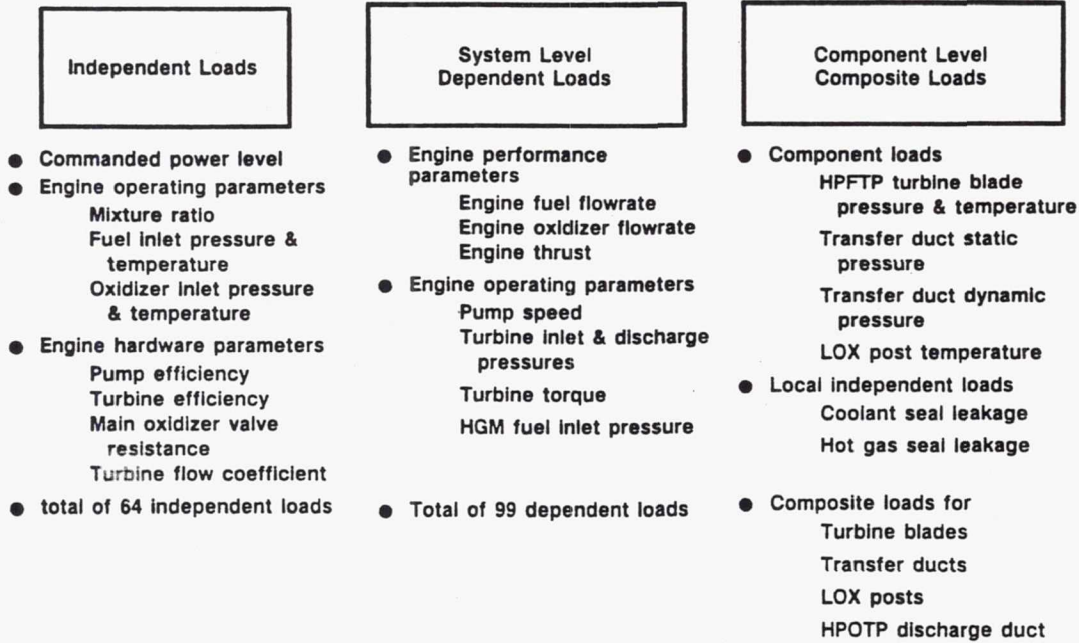 Independent Loads
● Commanded power level
● Engine operating parameters
Mixture ratio
Fuel inlet pressure &
temperature
Oxidizer inlet pressure
& temperature
● Engine hardware parameters
Pump efficiency
Turbine efficiency
Main oxidizer valve
resistance
Turbine flow coefficient
● total of 64 independent loads
System Level
Dependent Loads
● Engine performance
parameters
Engine fuel flowrate
Engine oxidizer flowrate
Engine thrust
● Engine operating parameters
Pump speed
Turbine inlet & discharge
pressures
Turbine torque
HGM fuel inlet pressure
● Total of 99 dependent loads
Component Level
Composite Loads
● Component loads
HPFTP turbine blade
pressure & temperature
Transfer duct static
pressure
Transfer duct dynamic
pressure
LOX post temperature
● Local independent loads
Coolant seal leakage
Hot gas seal leakage
● Composite loads for
Turbine blades
Transfer ducts
LOX posts
HPOTP discharge duct